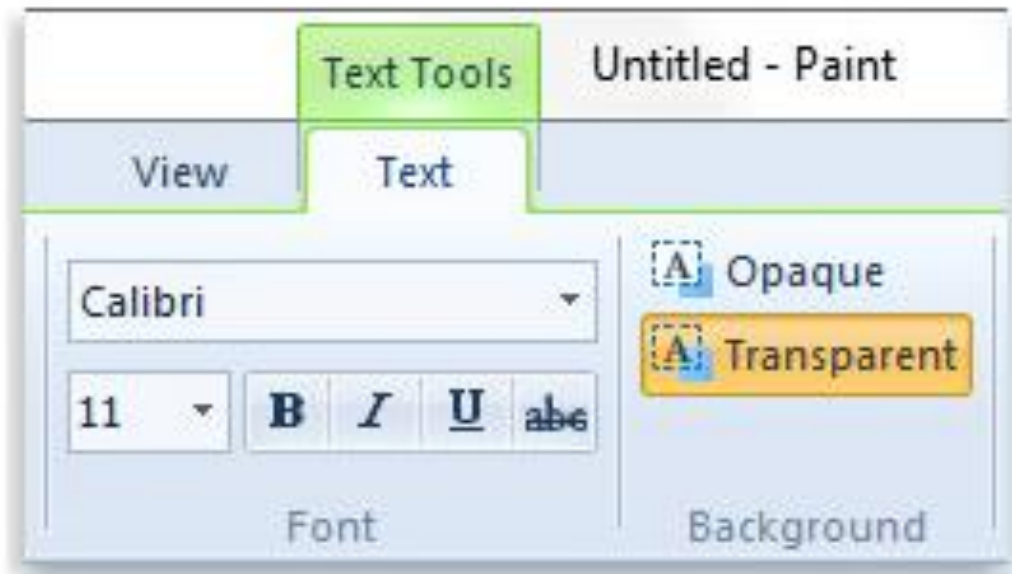 Text Tools Untitled - Paint
View Text
Calibri
11 B I U abc
Font
A Opaque
A Transparent
Background